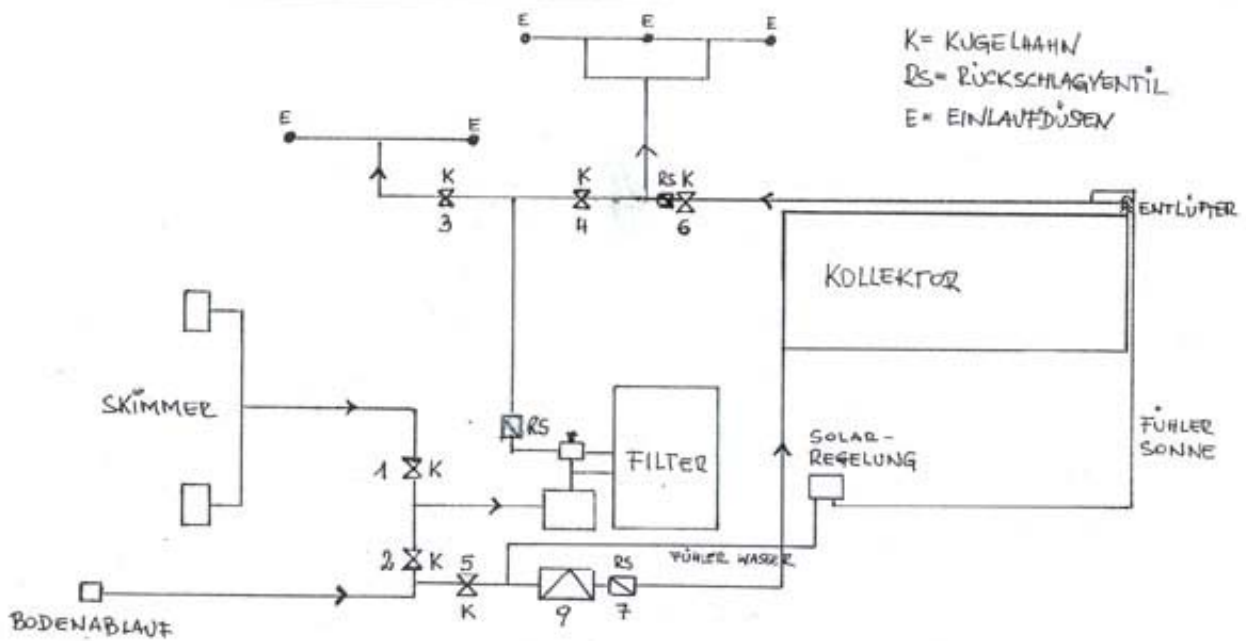 E E E
K= KUGELHAHN
RS= RÜCKSCHLAGVENTIL
E= EINLAUFDÜSEN
E E
K K RS K
3 4 6
ENTLÜFTER
KOLLEKTOR
SKIMMER
RS
FILTER
SOLAR-
REGELUNG
FÜHLER
SONNE
1 K
2 K
5
K
FÜHLER WASSER
RS
9 7
BODENABLAUF